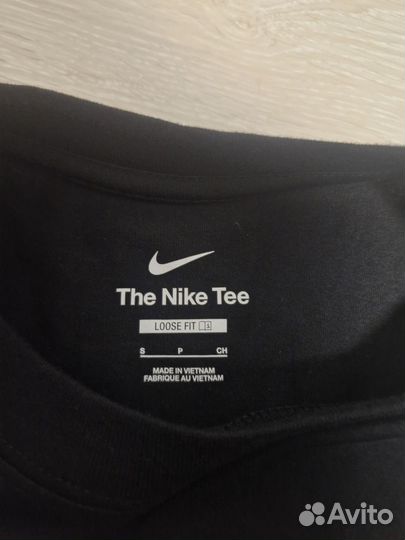 The Nike Tee
LOOSE FIT
S P CH
MADE IN VIETNAM
FABRIQUE AU VIETNAM
Avito